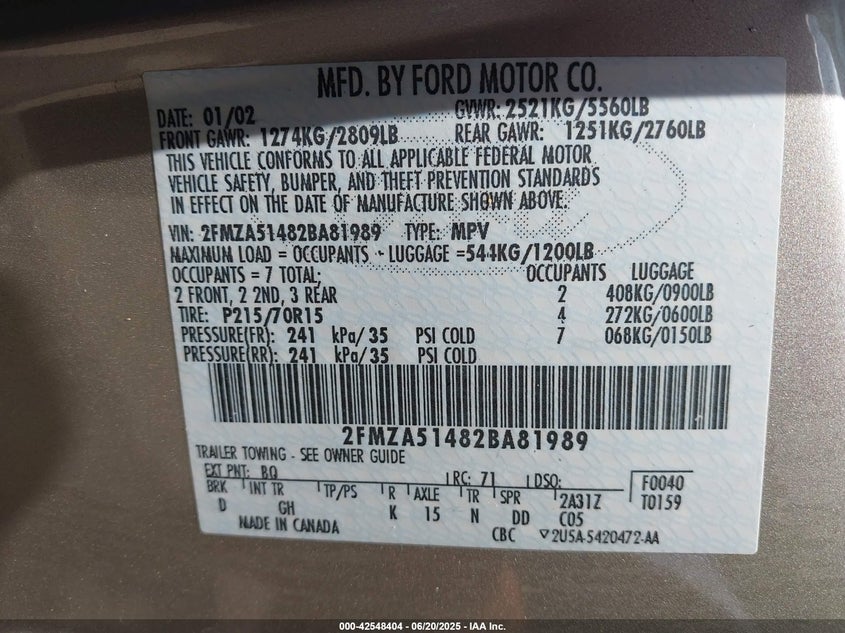 MFD. BY FORD MOTOR CO.
DATE: 01/02 GVWR: 2521KG/5560LB
FRONT GAWR: 1274KG/2809LB REAR GAWR: 1251KG/2760LB
THIS VEHICLE CONFORMS TO ALL APPLICABLE FEDERAL MOTOR
VEHICLE SAFETY, BUMPER, AND THEFT PREVENTION STANDARDS
IN EFFECT ON THE DATE OF MANUFACTURE SHOWN ABOVE.
VIN: 2FMZA51482BA81989 TYPE: MPV
MAXIMUM LOAD = OCCUPANTS + LUGGAGE =544KG/1200LB
OCCUPANTS = 7 TOTAL; OCCUPANTS LUGGAGE
2 FRONT, 2 2ND, 3 REAR 2 408KG/0900LB
TIRE: P215/70R15 4 272KG/0600LB
PRESSURE(FR): 241 kPa/ 35 PSI COLD 7 068KG/0150LB
PRESSURE(RR): 241 kPa/ 35 PSI COLD
2FMZA51482BA81989
TRAILER TOWING - SEE OWNER GUIDE
EXT PNT: BQ RC: 71 DSO: F0040
BRK INT TR TP/PS R AXLE TR SPR 2A31Z T0159
D GH K 15 N DD C05
MADE IN CANADA CBC ▽2U5A-5420472-AA
000-42548404 - 06/20/2025 - IAA Inc.